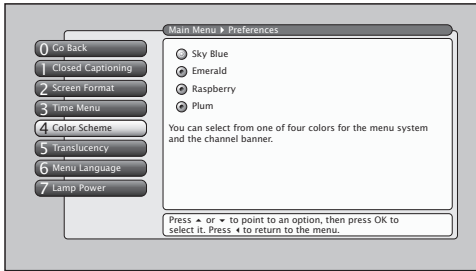 Main Menu ▸ Preferences
0 Go Back
1 Closed Captioning
2 Screen Format
3 Time Menu
4 Color Scheme
5 Translucency
6 Menu Language
7 Lamp Power
Sky Blue
Emerald
Raspberry
Plum
You can select from one of four colors for the menu system
and the channel banner.
Press ▲ or ▼ to point to an option, then press OK to
select it. Press ◀ to return to the menu.